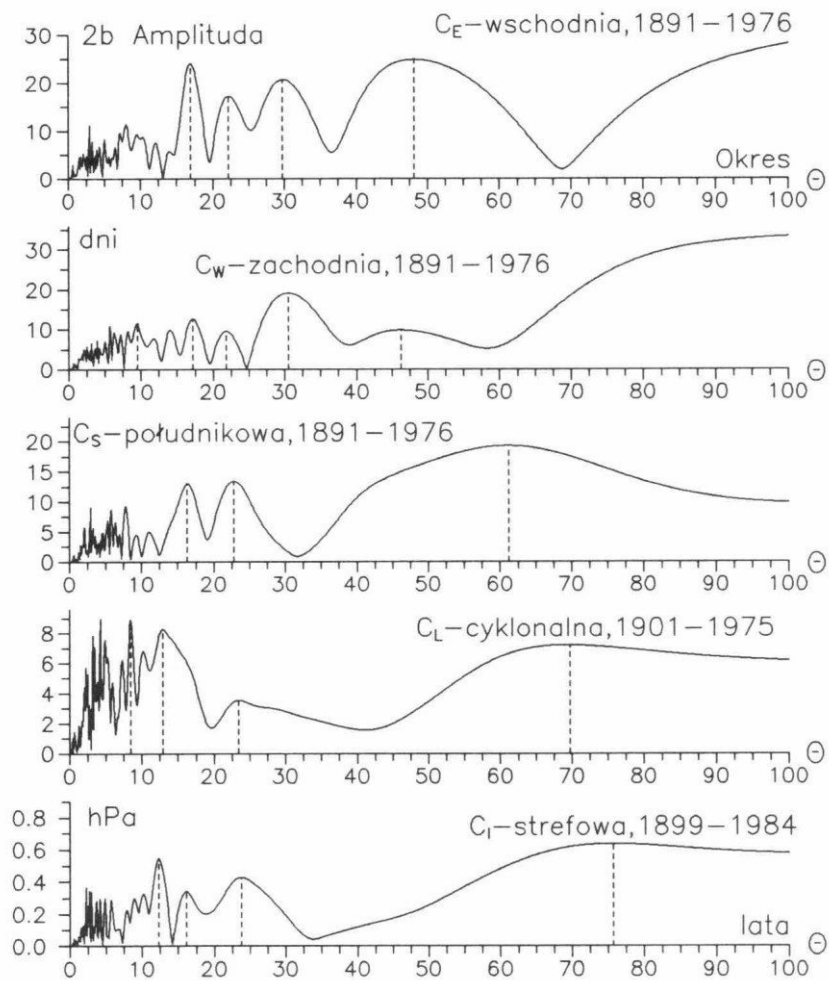 2b Amplituda
C_E–wschodnia,1891–1976
30
20
10
0
Okres
0 10 20 30 40 50 60 70 80 90 100 Θ
dni
C_W–zachodnia,1891–1976
30
20
10
0
0 10 20 30 40 50 60 70 80 90 100 Θ
C_S–południkowa,1891–1976
20
15
10
5
0
0 10 20 30 40 50 60 70 80 90 100 Θ
C_L–cyklonalna,1901–1975
8
6
4
2
0
0 10 20 30 40 50 60 70 80 90 100 Θ
hPa
C_I–strefowa,1899–1984
0.8
0.6
0.4
0.2
0.0
lata
0 10 20 30 40 50 60 70 80 90 100 Θ